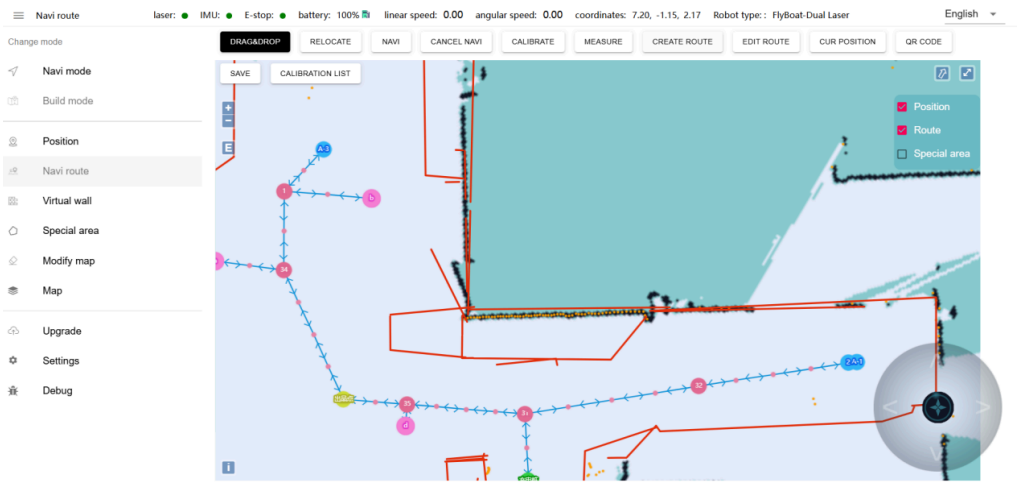 Navi route laser: IMU: E-stop: battery: 100% linear speed: 0.00 angular speed: 0.00 coordinates: 7.20, -1.15, 2.17 Robot type: : FlyBoat-Dual Laser English
Change mode
DRAG&DROP RELOCATE NAVI CANCEL NAVI CALIBRATE MEASURE CREATE ROUTE EDIT ROUTE CUR POSITION QR CODE
Navi mode
SAVE CALIBRATION LIST
Build mode
+
−
Position
Route
Special area
E
Position
Navi route
Virtual wall
Special area
Modify map
Map
Upgrade
Settings
Debug
A-3
1
b
34
A-1
32
35
31
d
i